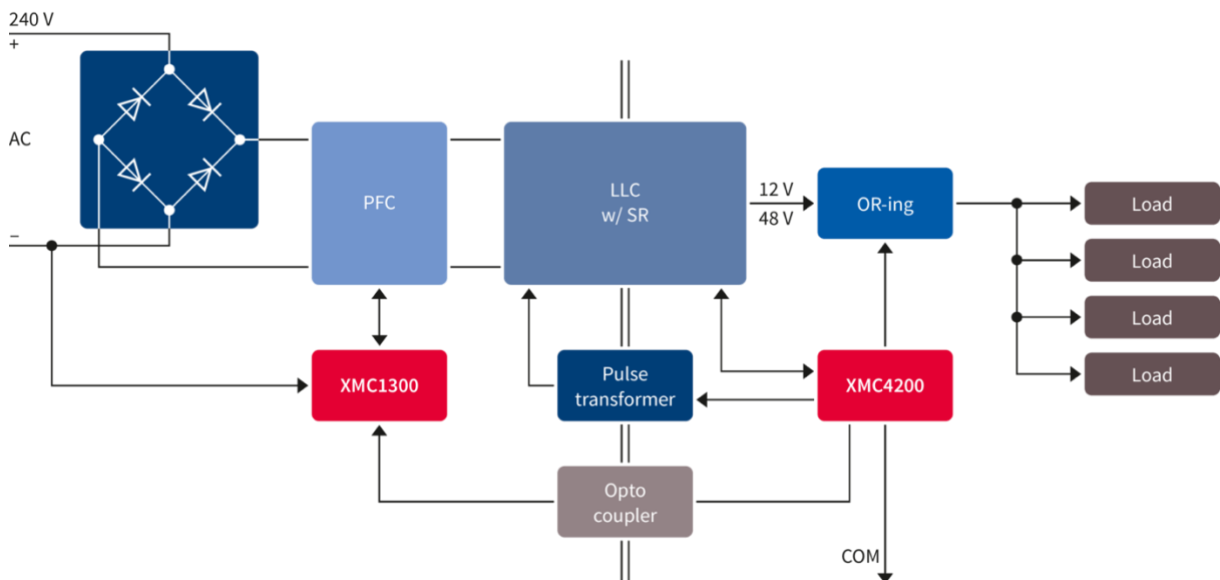 240 V
+
AC
–
PFC
LLC
w/ SR
12 V
48 V
OR-ing
Load
Load
Load
Load
XMC1300
Pulse
transformer
XMC4200
Opto
coupler
COM